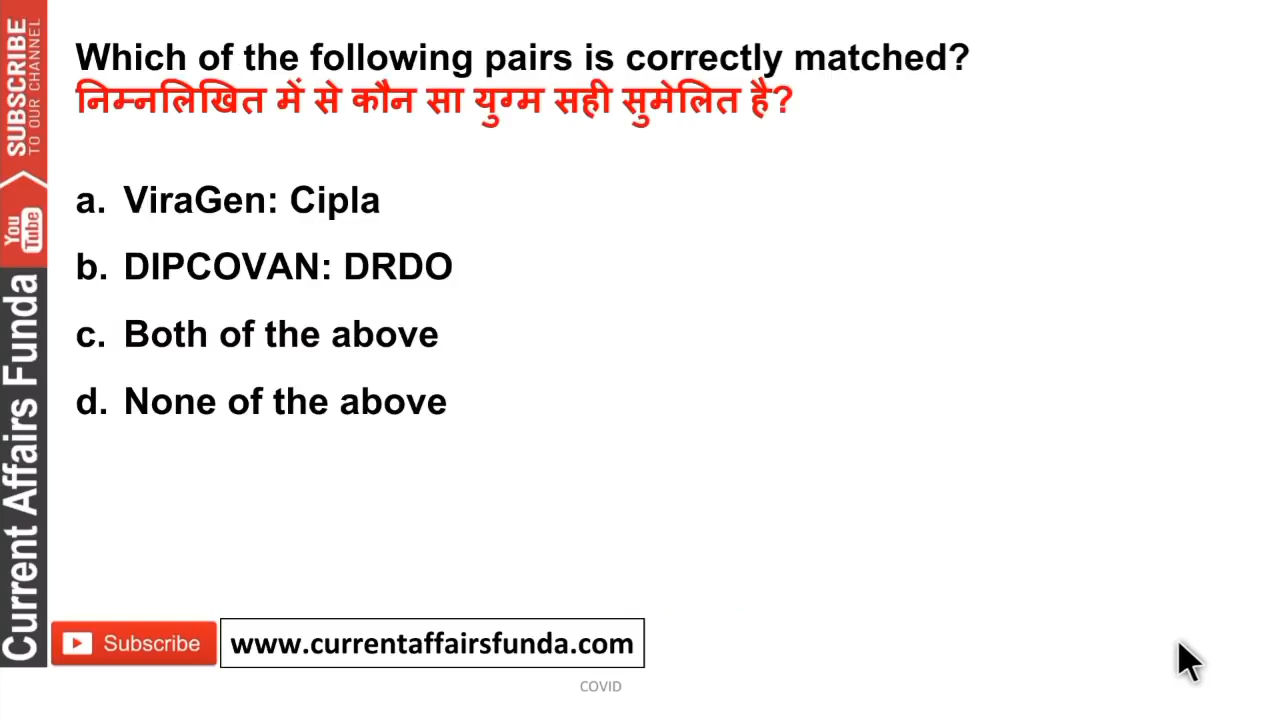 Which of the following pairs is correctly matched?
निम्नलिखित में से कौन सा युग्म सही सुमेलित है?
a. ViraGen: Cipla
b. DIPCOVAN: DRDO
c. Both of the above
d. None of the above
SUBSCRIBE
TO OUR CHANNEL
You Tube
Current Affairs Funda
Subscribe
www.currentaffairsfunda.com
COVID